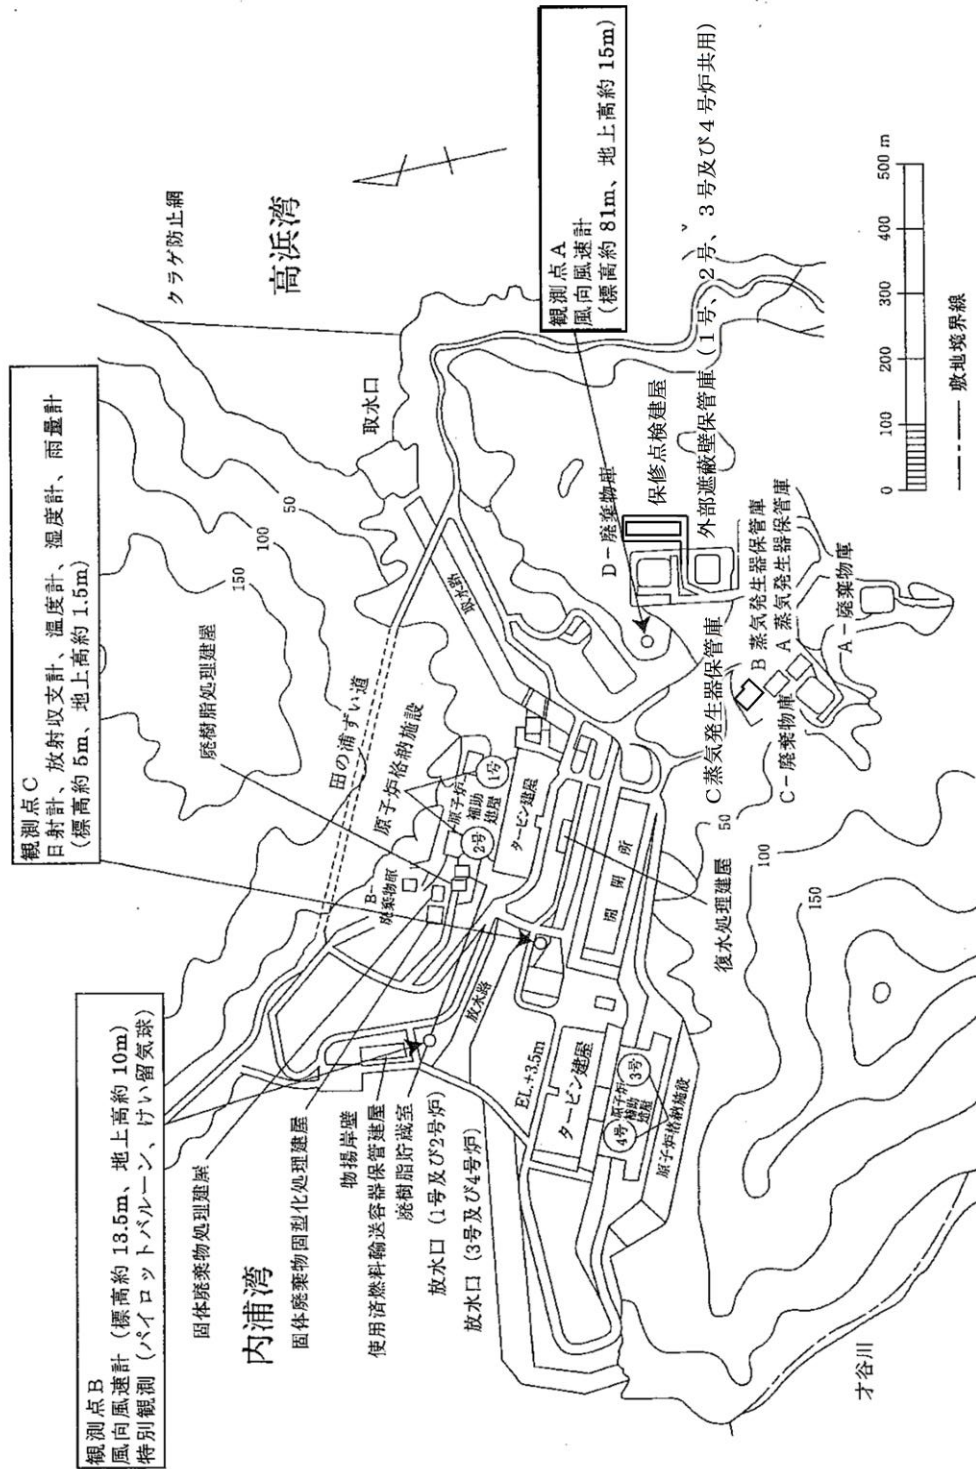 観測点B
風向風速計（標高約 13.5m、地上高約 10m）
特別観測（パイロットバルーン、けい留気球）
観測点C
日射計、放射収支計、温度計、湿度計、雨量計
（標高約 5m、地上高約 1.5m）
観測点A
風向風速計
（標高約 81m、地上高約 15m）
クラゲ防止網
高浜湾
取水口
50
100
150
廃樹脂処理建屋
田の浦ずい道
原子炉格納施設
取水路
原子炉
補助
建屋
1号
2号
タービン建屋
B－
廃棄物庫
固体廃棄物処理建屋
内浦湾
固体廃棄物固型化処理建屋
物揚岸壁
使用済燃料輸送容器保管建屋
廃樹脂貯蔵室
放水口（1号及び2号炉）
放水口（3号及び4号炉）
放水路
EL.+3.5m
タービン建屋
開閉所
3号
4号
原子炉
補助
建屋
原子炉格納施設
復水処理建屋
D－廃棄物庫
保修点検建屋
外部遮蔽壁保管庫（1号、2号、3号及び4号炉共用）
C蒸気発生器保管庫
B蒸気発生器保管庫
A蒸気発生器保管庫
C－廃棄物庫
A－廃棄物庫
50
100
150
才谷川
0 100 200 300 400 500 m
敷地境界線